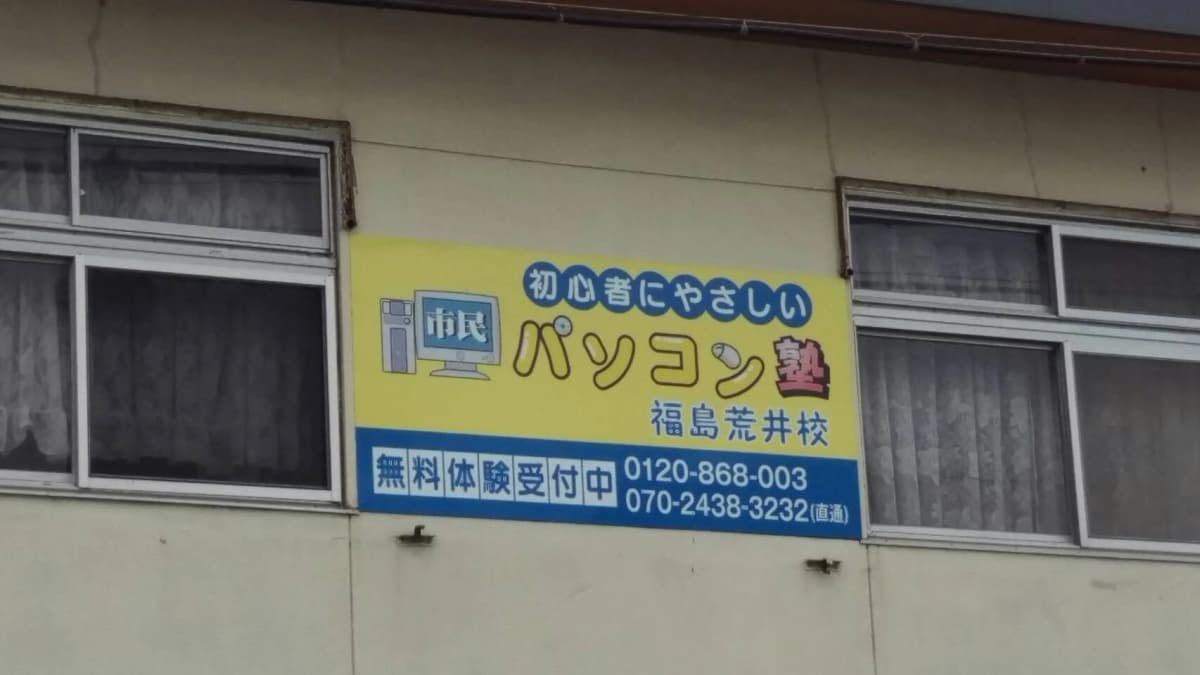 初心者にやさしい
市民
パソコン塾
福島荒井校
無料体験受付中
0120-868-003
070-2438-3232(直通)